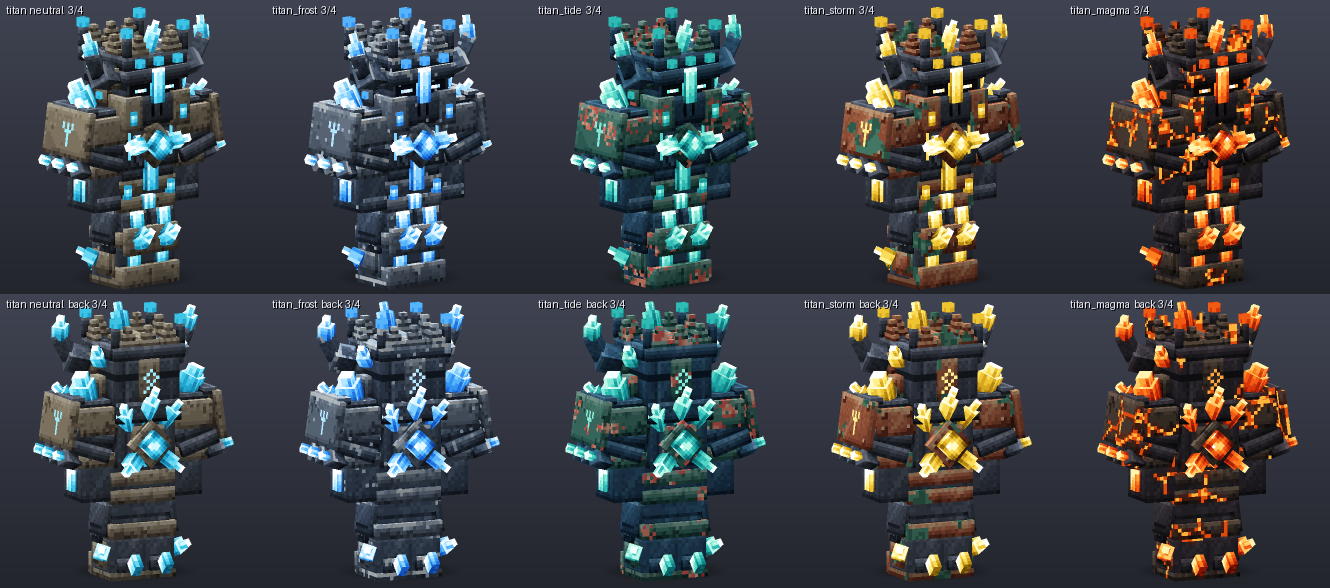 titan neutral 3/4
titan_frost 3/4
titan_tide 3/4
titan_storm 3/4
titan_magma 3/4
titan neutral back 3/4
titan_frost back 3/4
titan_tide back 3/4
titan_storm back 3/4
titan_magma back 3/4